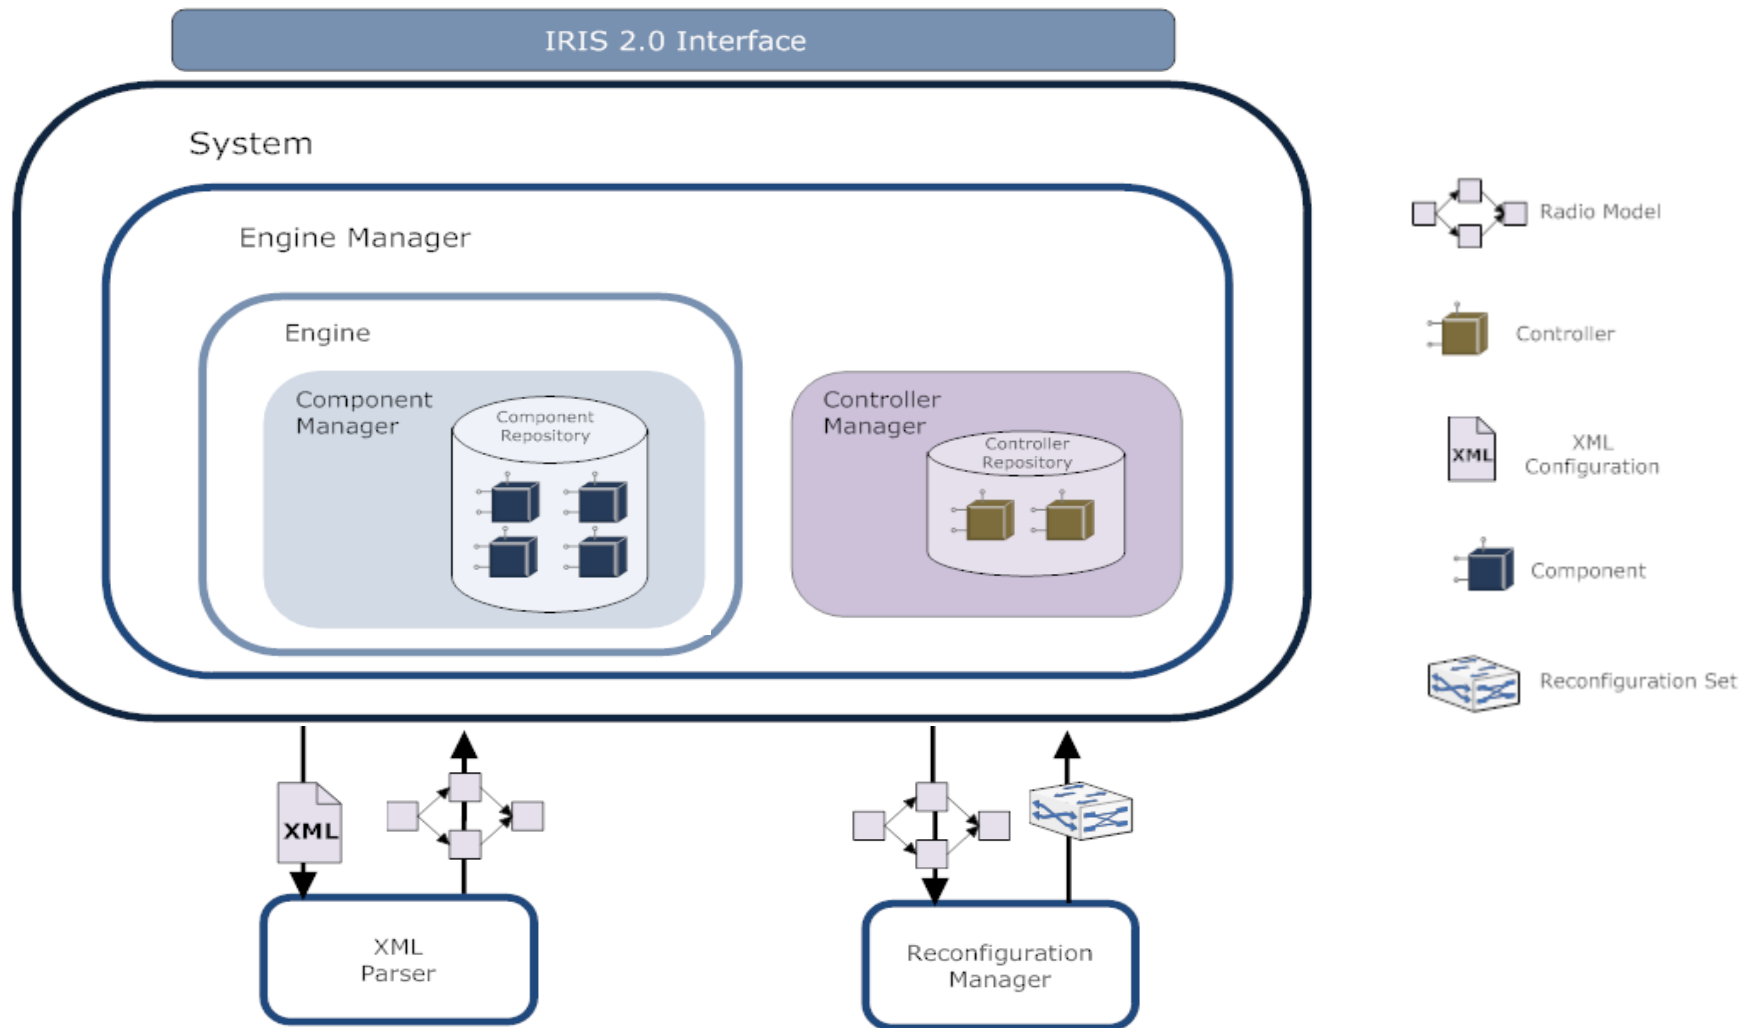 IRIS 2.0 Interface
System
Engine Manager
Engine
Component
Manager
Component
Repository
Controller
Manager
Controller
Repository
Radio Model
Controller
XML
XML
Configuration
Component
Reconfiguration Set
XML
XML
Parser
Reconfiguration
Manager